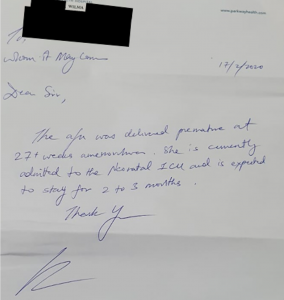 www.partwayhealth.com
To,
whom it May Concern
17/2/2020
Dear Sir,
The a/n was delivered premature at
27+ weeks amenorrhoea. She is currently
admitted to the Neonatal ICU and is expected
to stay for 2 to 3 months.
Thank You